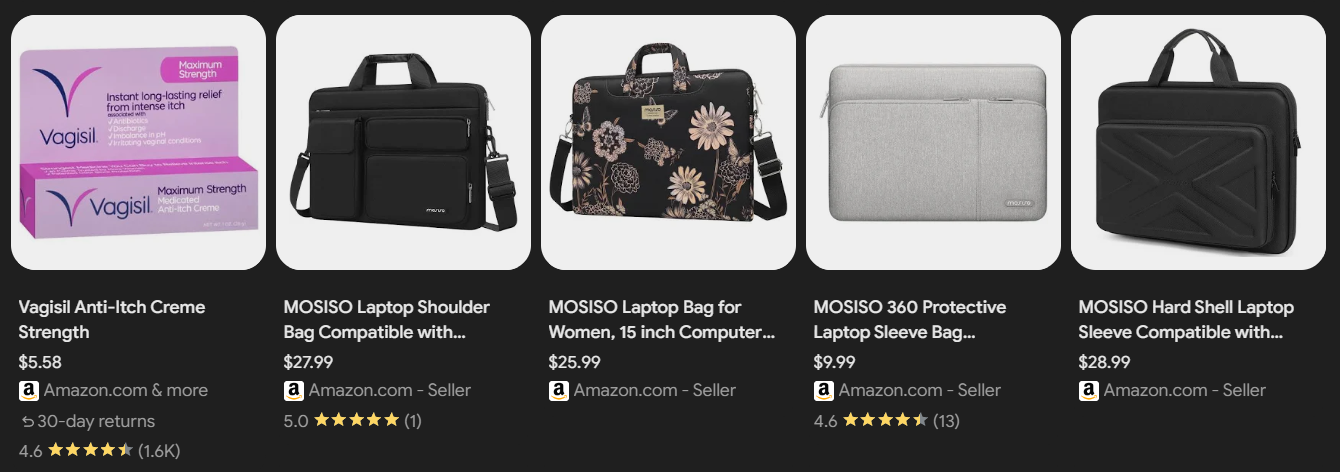 Maximum
Strength
Instant long-lasting relief
from intense itch
associated with
✓Antibiotics
✓Discharge
✓Imbalance in pH
✓Irritating vaginal conditions
Vagisil
Vagisil
Maximum Strength
Medicated
Anti-itch Creme
mosiso
mosiso
mosiso
Vagisil Anti-Itch Creme
Strength
$5.58
Amazon.com & more
30-day returns
4.6 (1.6K)
MOSISO Laptop Shoulder
Bag Compatible with...
$27.99
Amazon.com - Seller
5.0 (1)
MOSISO Laptop Bag for
Women, 15 inch Computer...
$25.99
Amazon.com - Seller
MOSISO 360 Protective
Laptop Sleeve Bag...
$9.99
Amazon.com - Seller
4.6 (13)
MOSISO Hard Shell Laptop
Sleeve Compatible with...
$28.99
Amazon.com - Seller